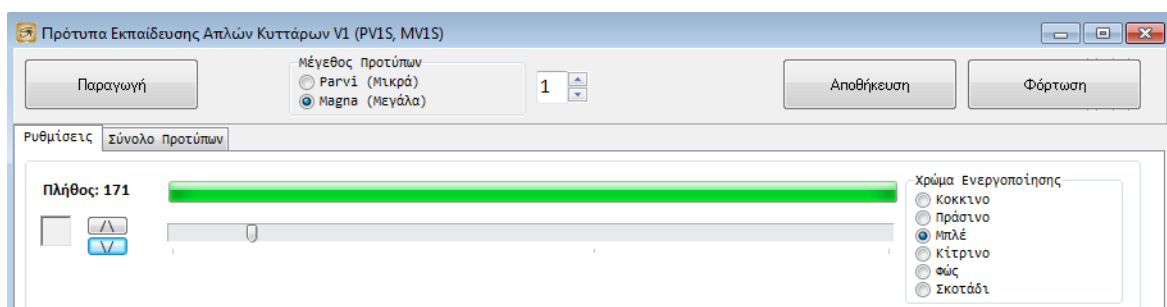 Πρότυπα Εκπαίδευσης Απλών Κυττάρων V1 (PV1S, MV1S)
Παραγωγή
Μέγεθος Προτύπων
Parvi (Μικρά)
Magna (Μεγάλα)
1
Αποθήκευση
Φόρτωση
Ρυθμίσεις
Σύνολο Προτύπων
Πλήθος: 171
/\
\/
Χρώμα Ενεργοποίησης
Κοκκινο
Πράσινο
Μπλέ
Κίτρινο
Φώς
Σκοτάδι